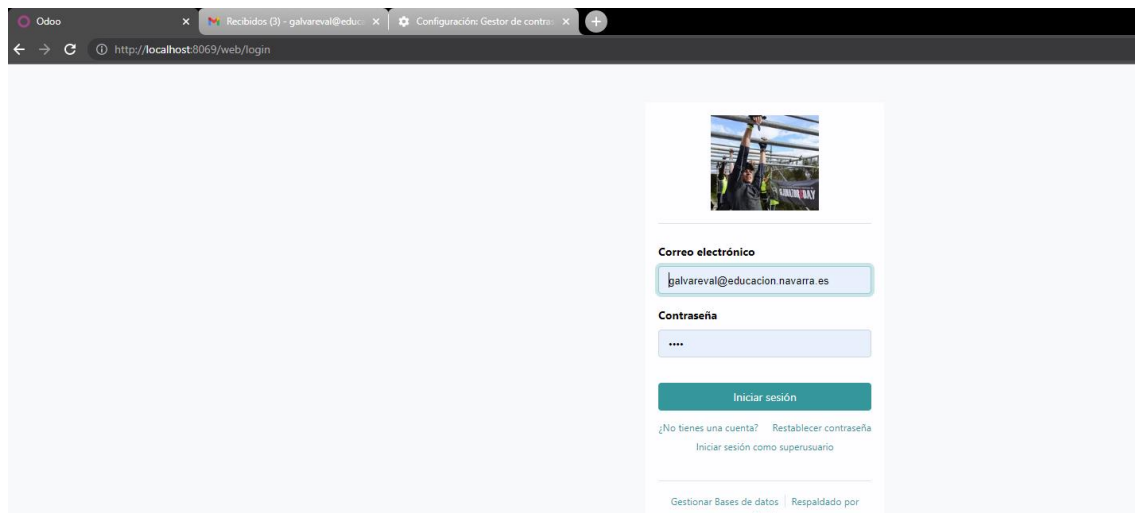 Odoo
Recibidos (3) - galvareval@educ
Configuración: Gestor de contra
http://localhost:8069/web/login
Correo electrónico
galvareval@educacion.navarra.es
Contraseña
••••
Iniciar sesión
¿No tienes una cuenta? Restablecer contraseña
Iniciar sesión como superusuario
Gestionar Bases de datos | Respaldado por